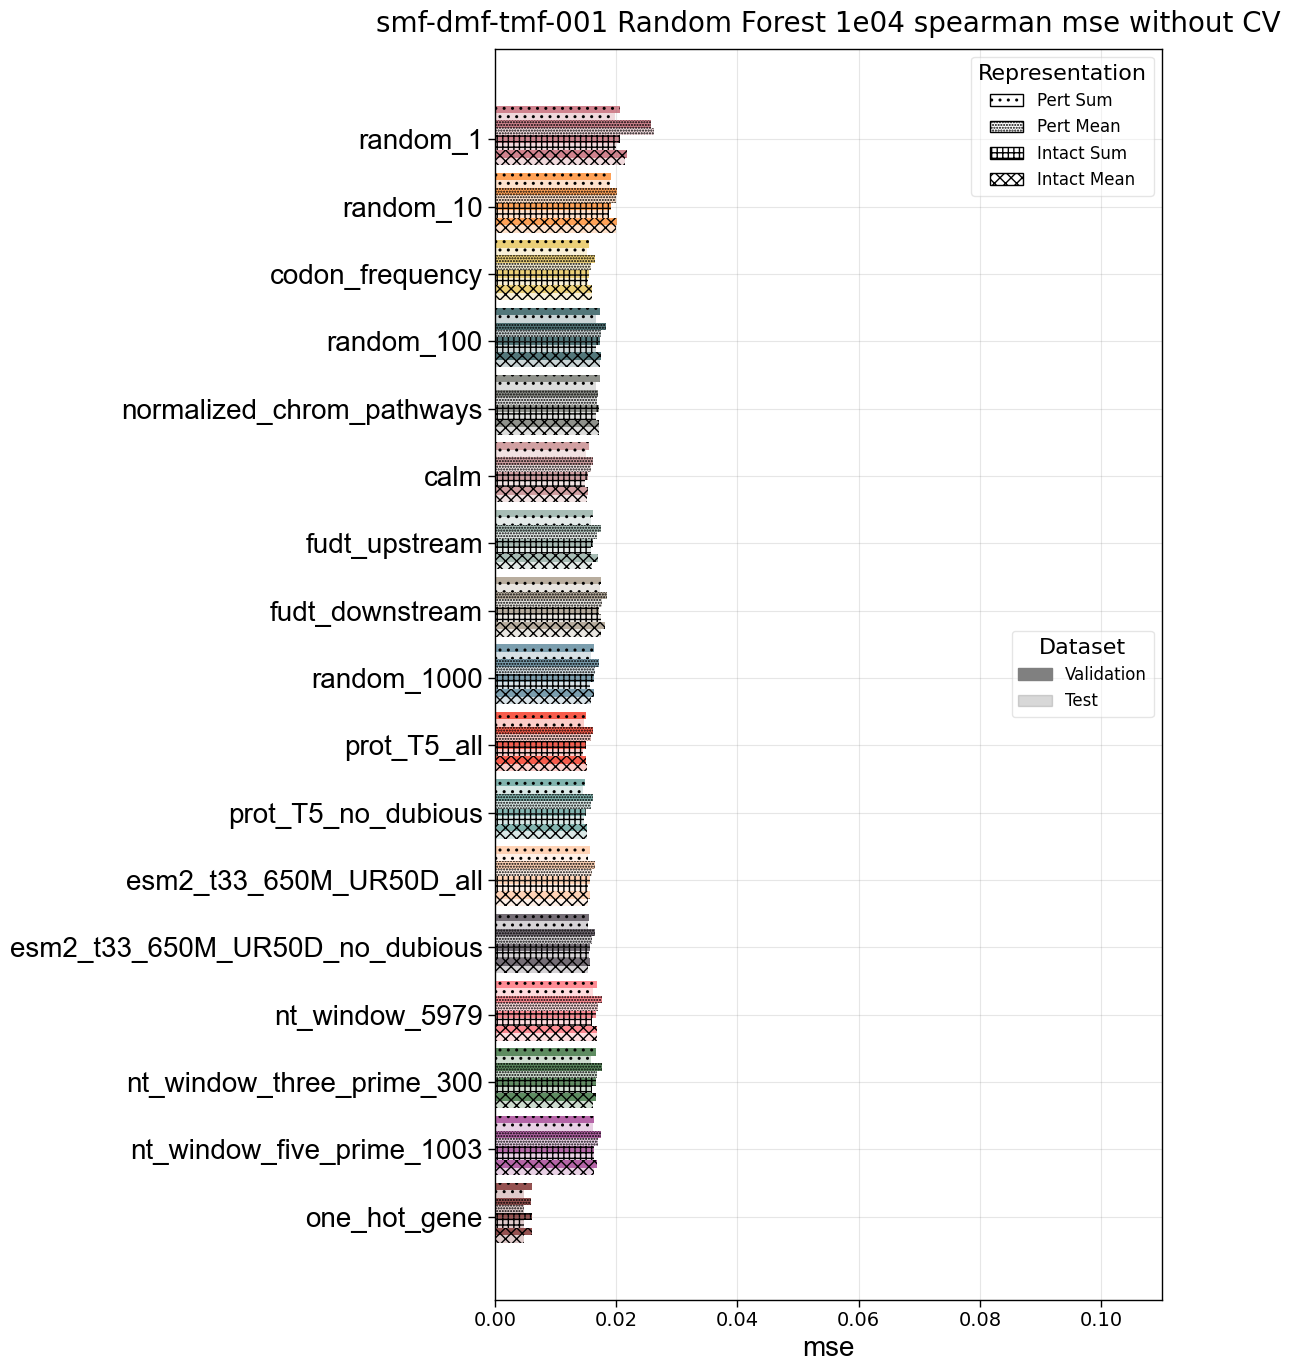 smf-dmf-tmf-001 Random Forest 1e04 spearman mse without CV
Representation
Pert Sum
Pert Mean
Intact Sum
Intact Mean
random_1
random_10
codon_frequency
random_100
normalized_chrom_pathways
calm
fudt_upstream
fudt_downstream
Dataset
Validation
Test
random_1000
prot_T5_all
prot_T5_no_dubious
esm2_t33_650M_UR50D_all
esm2_t33_650M_UR50D_no_dubious
nt_window_5979
nt_window_three_prime_300
nt_window_five_prime_1003
one_hot_gene
0.00 0.02 0.04 0.06 0.08 0.10
mse